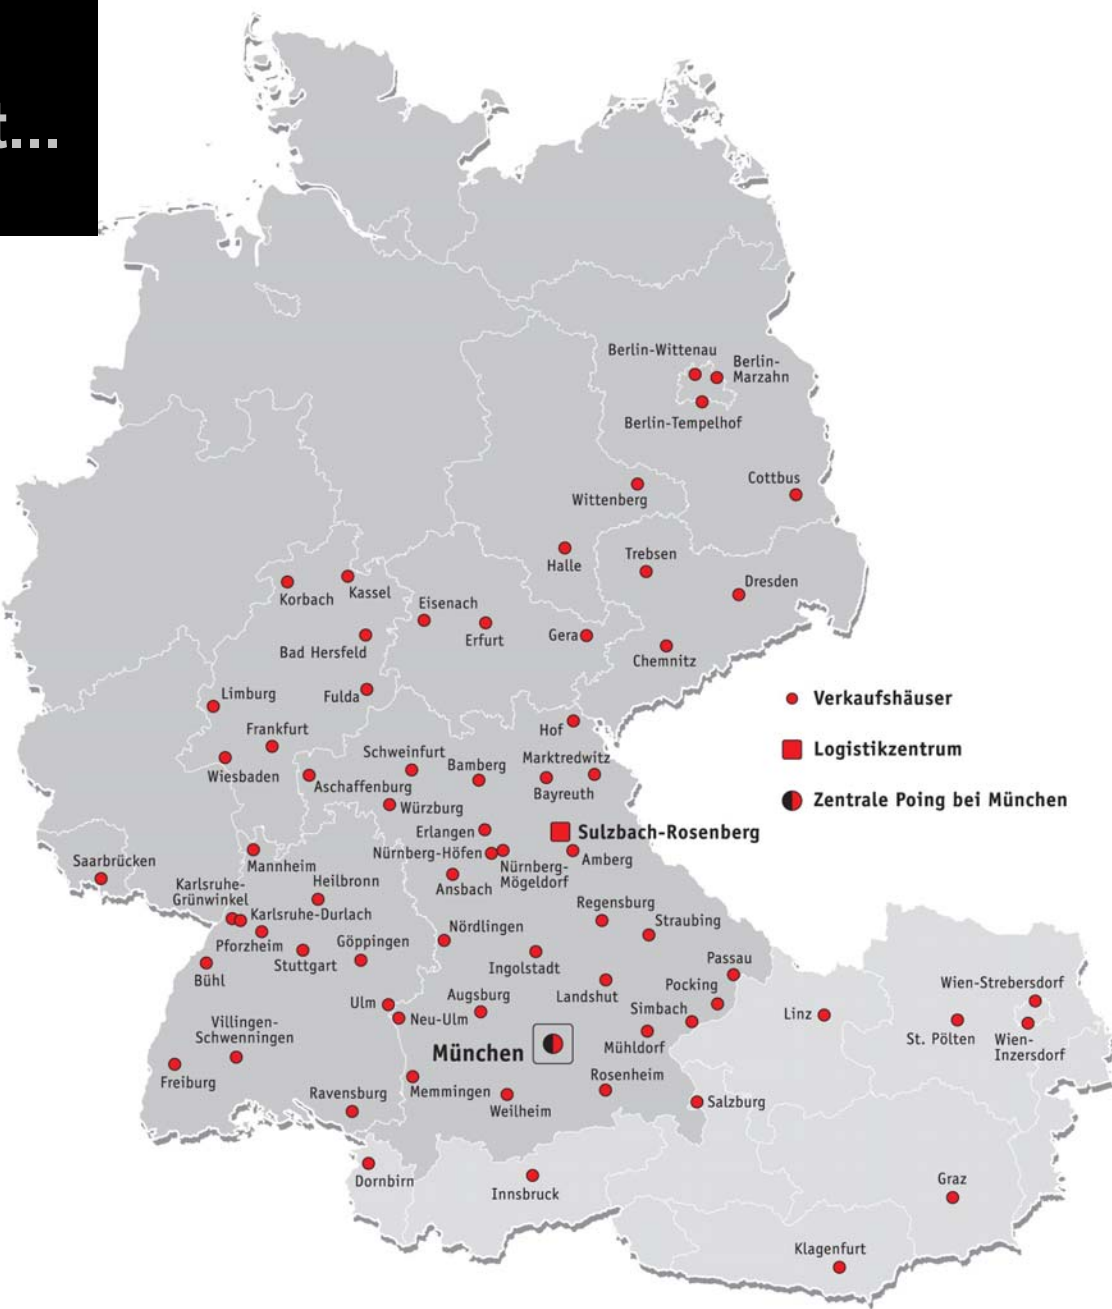 t...
Berlin-Wittenau
Berlin-
Marzahn
Berlin-Tempelhof
Cottbus
Wittenberg
Halle
Trebsen
Dresden
Korbach
Kassel
Eisenach
Erfurt
Gera
Chemnitz
Bad Hersfeld
Limburg
Fulda
Frankfurt
Wiesbaden
Hof
Verkaufshäuser
Logistikzentrum
Zentrale Poing bei München
Schweinfurt
Bamberg
Marktredwitz
Aschaffenburg
Bayreuth
Würzburg
Erlangen
Sulzbach-Rosenberg
Nürnberg-Höfen
Nürnberg-
Mögeldorf
Amberg
Saarbrücken
Mannheim
Ansbach
Karlsruhe-
Grünwinkel
Heilbronn
Karlsruhe-Durlach
Regensburg
Straubing
Pforzheim
Göppingen
Nördlingen
Stuttgart
Ingolstadt
Passau
Bühl
Landshut
Pocking
Wien-Strebersdorf
Ulm
Neu-Ulm
Augsburg
Simbach
Linz
St. Pölten
Wien-
Inzersdorf
Villingen-
Schwenningen
München
Mühldorf
Freiburg
Memmingen
Rosenheim
Ravensburg
Weilheim
Salzburg
Dornbirn
Innsbruck
Graz
Klagenfurt